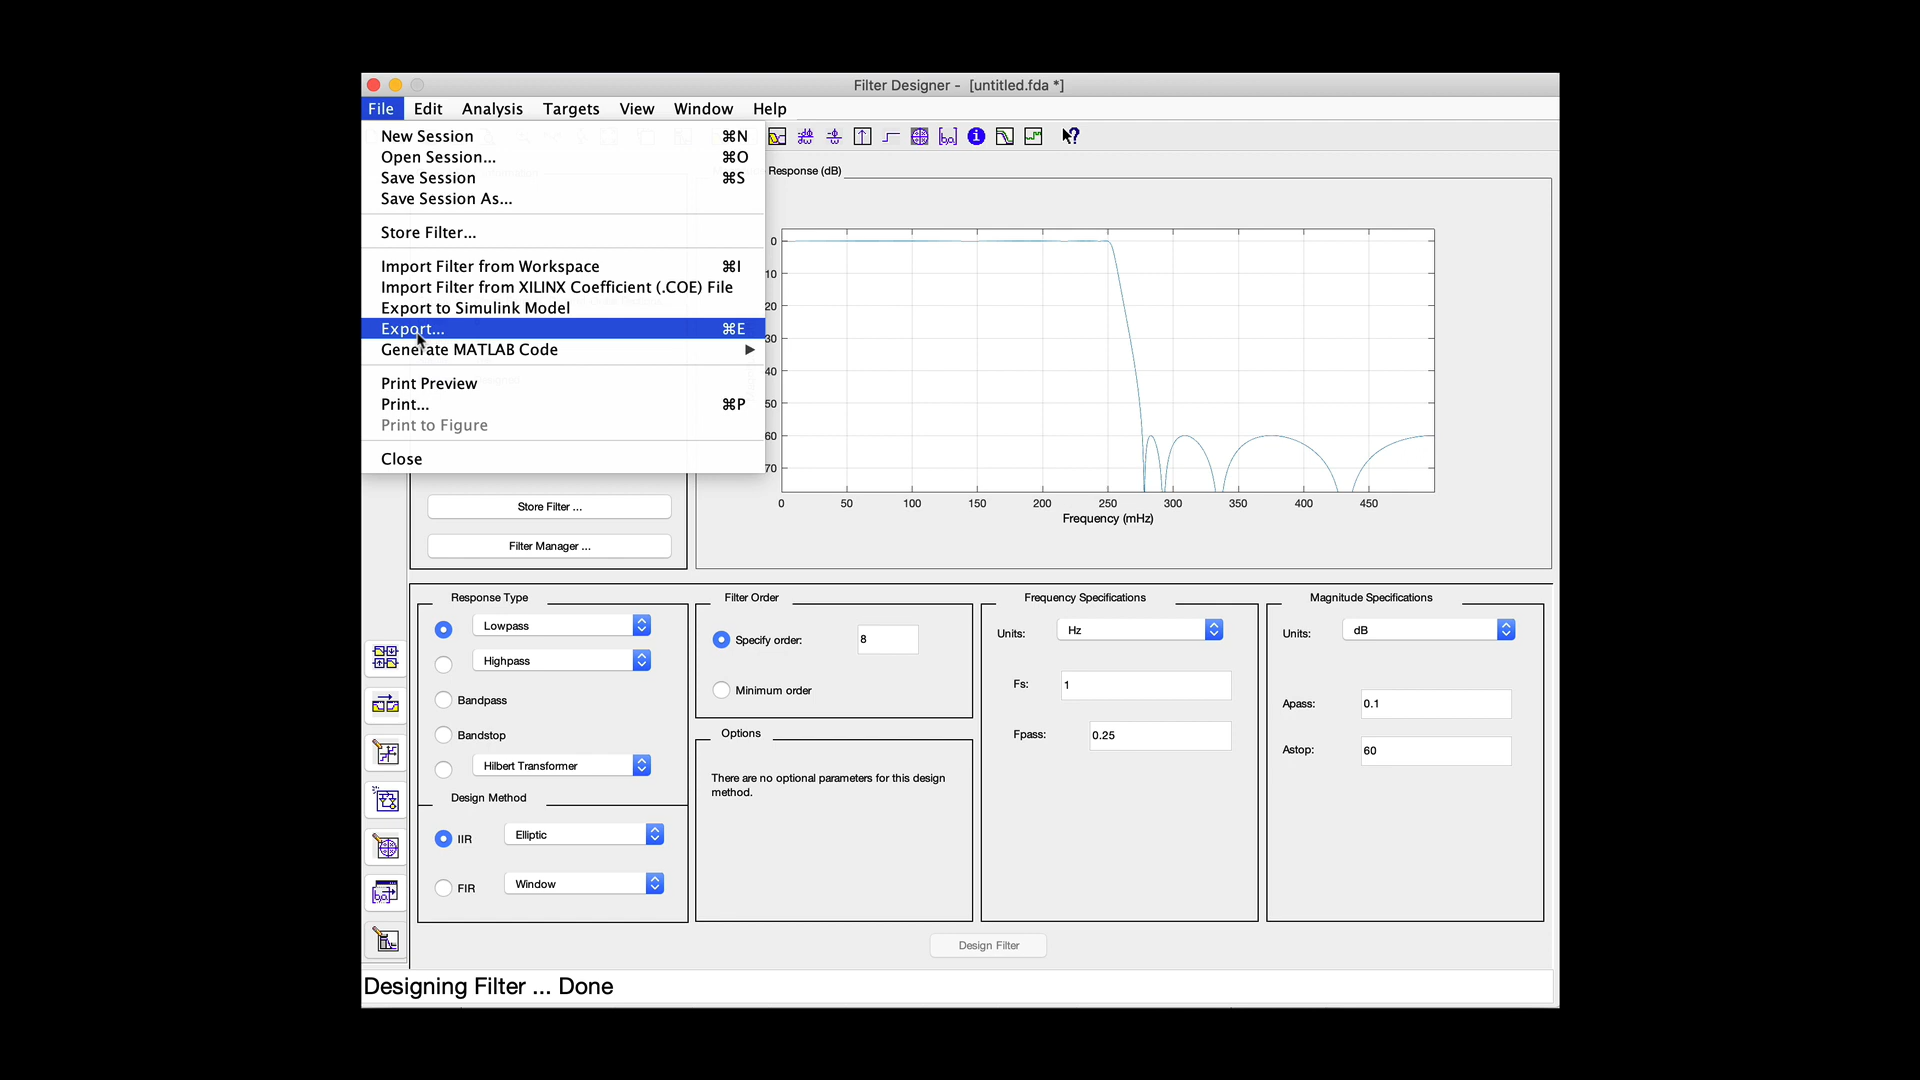 Filter Designer - [untitled.fda *]
File Edit Analysis Targets View Window Help
New Session ⌘N
Open Session... ⌘O
Save Session ⌘S
Save Session As...
Store Filter...
Import Filter from Workspace ⌘I
Import Filter from XILINX Coefficient (.COE) File
Export to Simulink Model
Export... ⌘E
Generate MATLAB Code ▶
Print Preview
Print... ⌘P
Print to Figure
Close
Response (dB)
0
10
20
30
40
50
60
70
0 50 100 150 200 250 300 350 400 450
Frequency (mHz)
Store Filter ...
Filter Manager ...
Response Type
Lowpass
Highpass
Bandpass
Bandstop
Hilbert Transformer
Design Method
IIR Elliptic
FIR Window
Filter Order
Specify order: 8
Minimum order
Options
There are no optional parameters for this design
method.
Frequency Specifications
Units: Hz
Fs: 1
Fpass: 0.25
Magnitude Specifications
Units: dB
Apass: 0.1
Astop: 60
Design Filter
Designing Filter ... Done